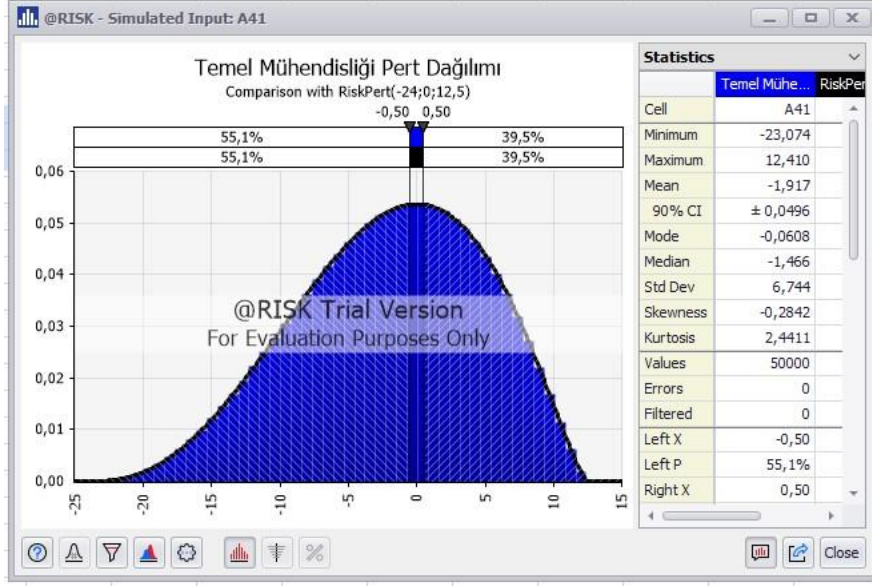 @RISK - Simulated Input: A41
Temel Mühendisliği Pert Dağılımı
Comparison with RiskPert(-24;0;12,5)
-0,50 0,50
55,1% 39,5%
55,1% 39,5%
0,06
0,05
0,04
0,03
0,02
0,01
0,00
-25 -20 -15 -10 -5 0 5 10 15
@RISK Trial Version
For Evaluation Purposes Only
Statistics
Temel Mühe... RiskPer
Cell A41
Minimum -23,074
Maximum 12,410
Mean -1,917
90% CI ± 0,0496
Mode -0,0608
Median -1,466
Std Dev 6,744
Skewness -0,2842
Kurtosis 2,4411
Values 50000
Errors 0
Filtered 0
Left X -0,50
Left P 55,1%
Right X 0,50
Close